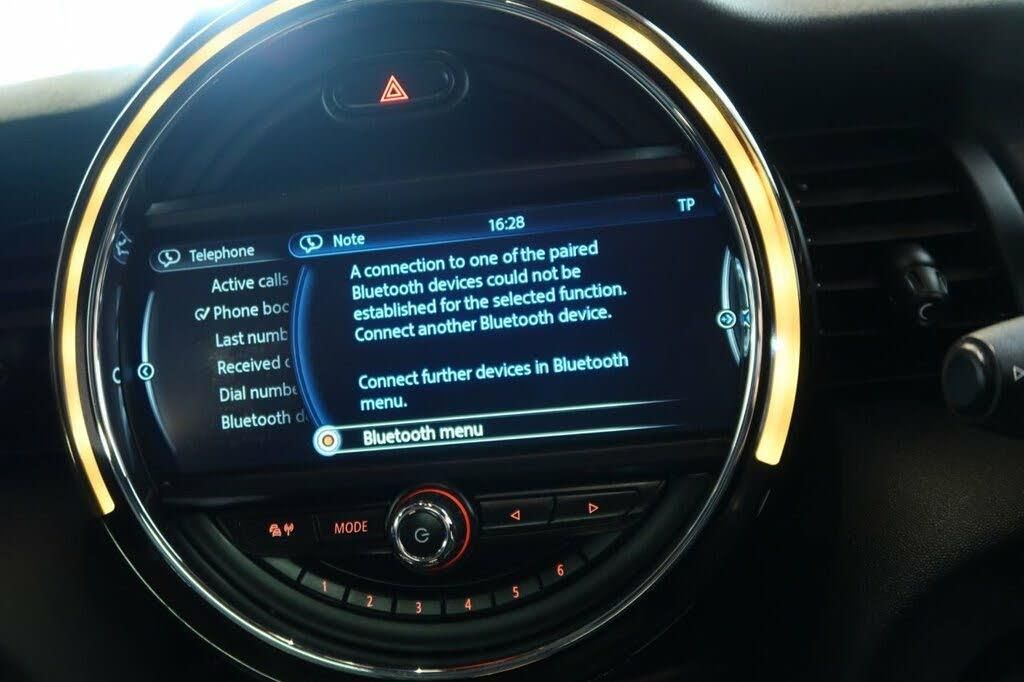 16:28
TP
Telephone
Note
Active calls
Phone boo
Last numb
Received
Dial numbe
Bluetooth
A connection to one of the paired
Bluetooth devices could not be
established for the selected function.
Connect another Bluetooth device.
Connect further devices in Bluetooth
menu.
Bluetooth menu
MODE
1
2
3
4
5
6